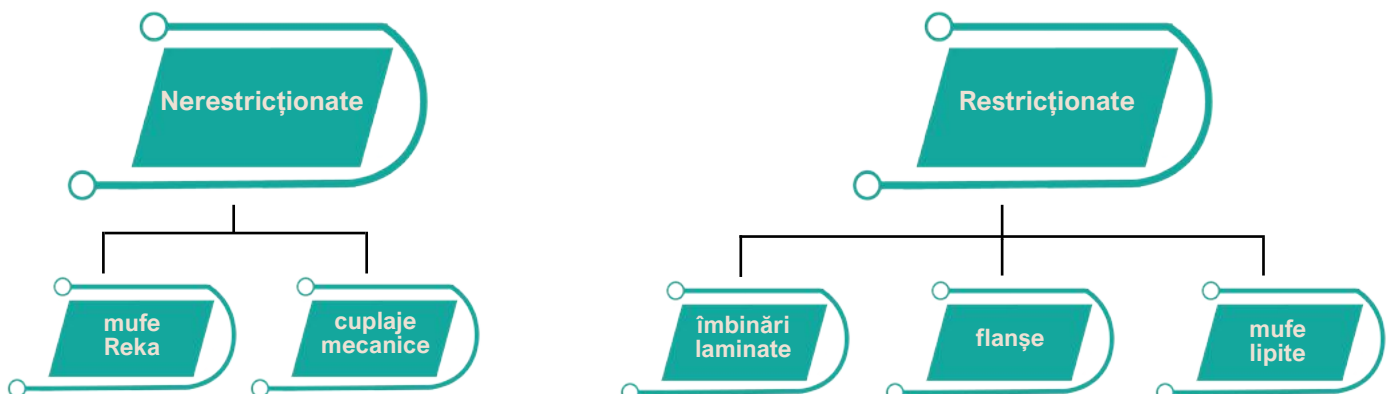 Nerestricționate
Restricționate
mufe
Reka
cuplaje
mecanice
îmbinări
laminate
flanșe
mufe
lipite